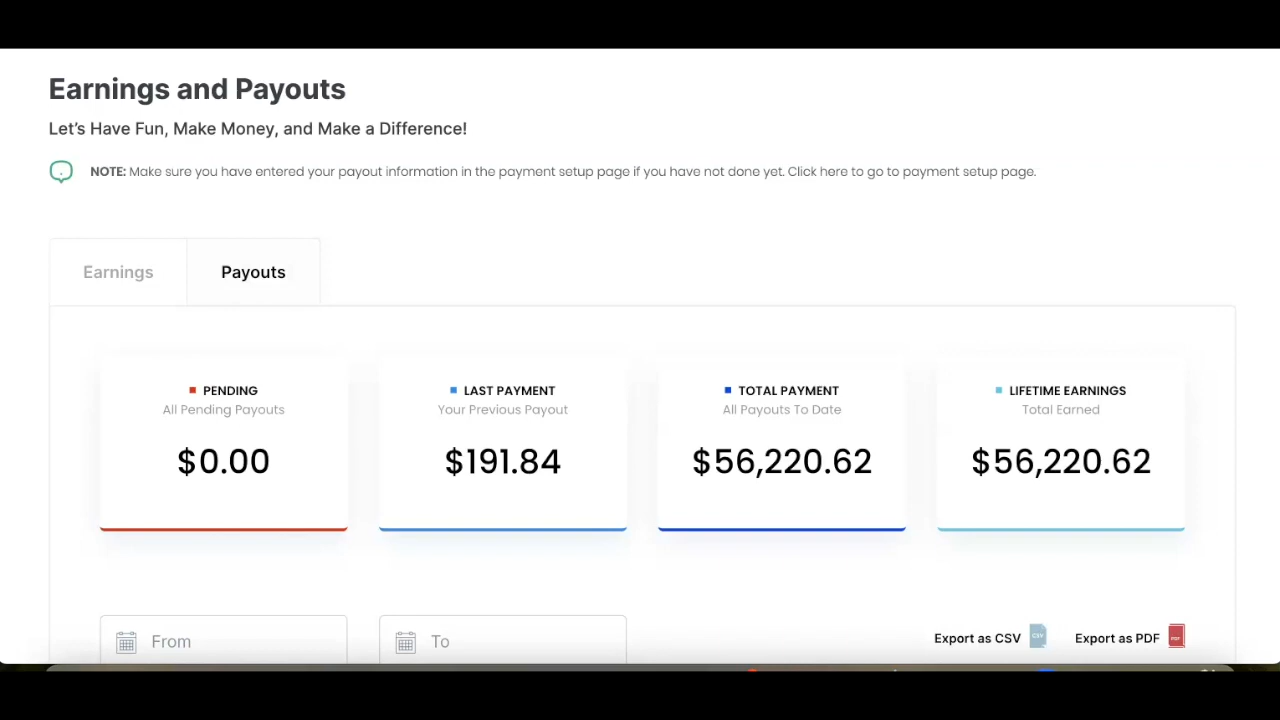 Earnings and Payouts
Let's Have Fun, Make Money, and Make a Difference!
NOTE: Make sure you have entered your payout information in the payment setup page if you have not done yet. Click here to go to payment setup page.
Earnings
Payouts
PENDING
All Pending Payouts
$0.00
LAST PAYMENT
Your Previous Payout
$191.84
TOTAL PAYMENT
All Payouts To Date
$56,220.62
LIFETIME EARNINGS
Total Earned
$56,220.62
From
To
Export as CSV
CSV
Export as PDF
PDF